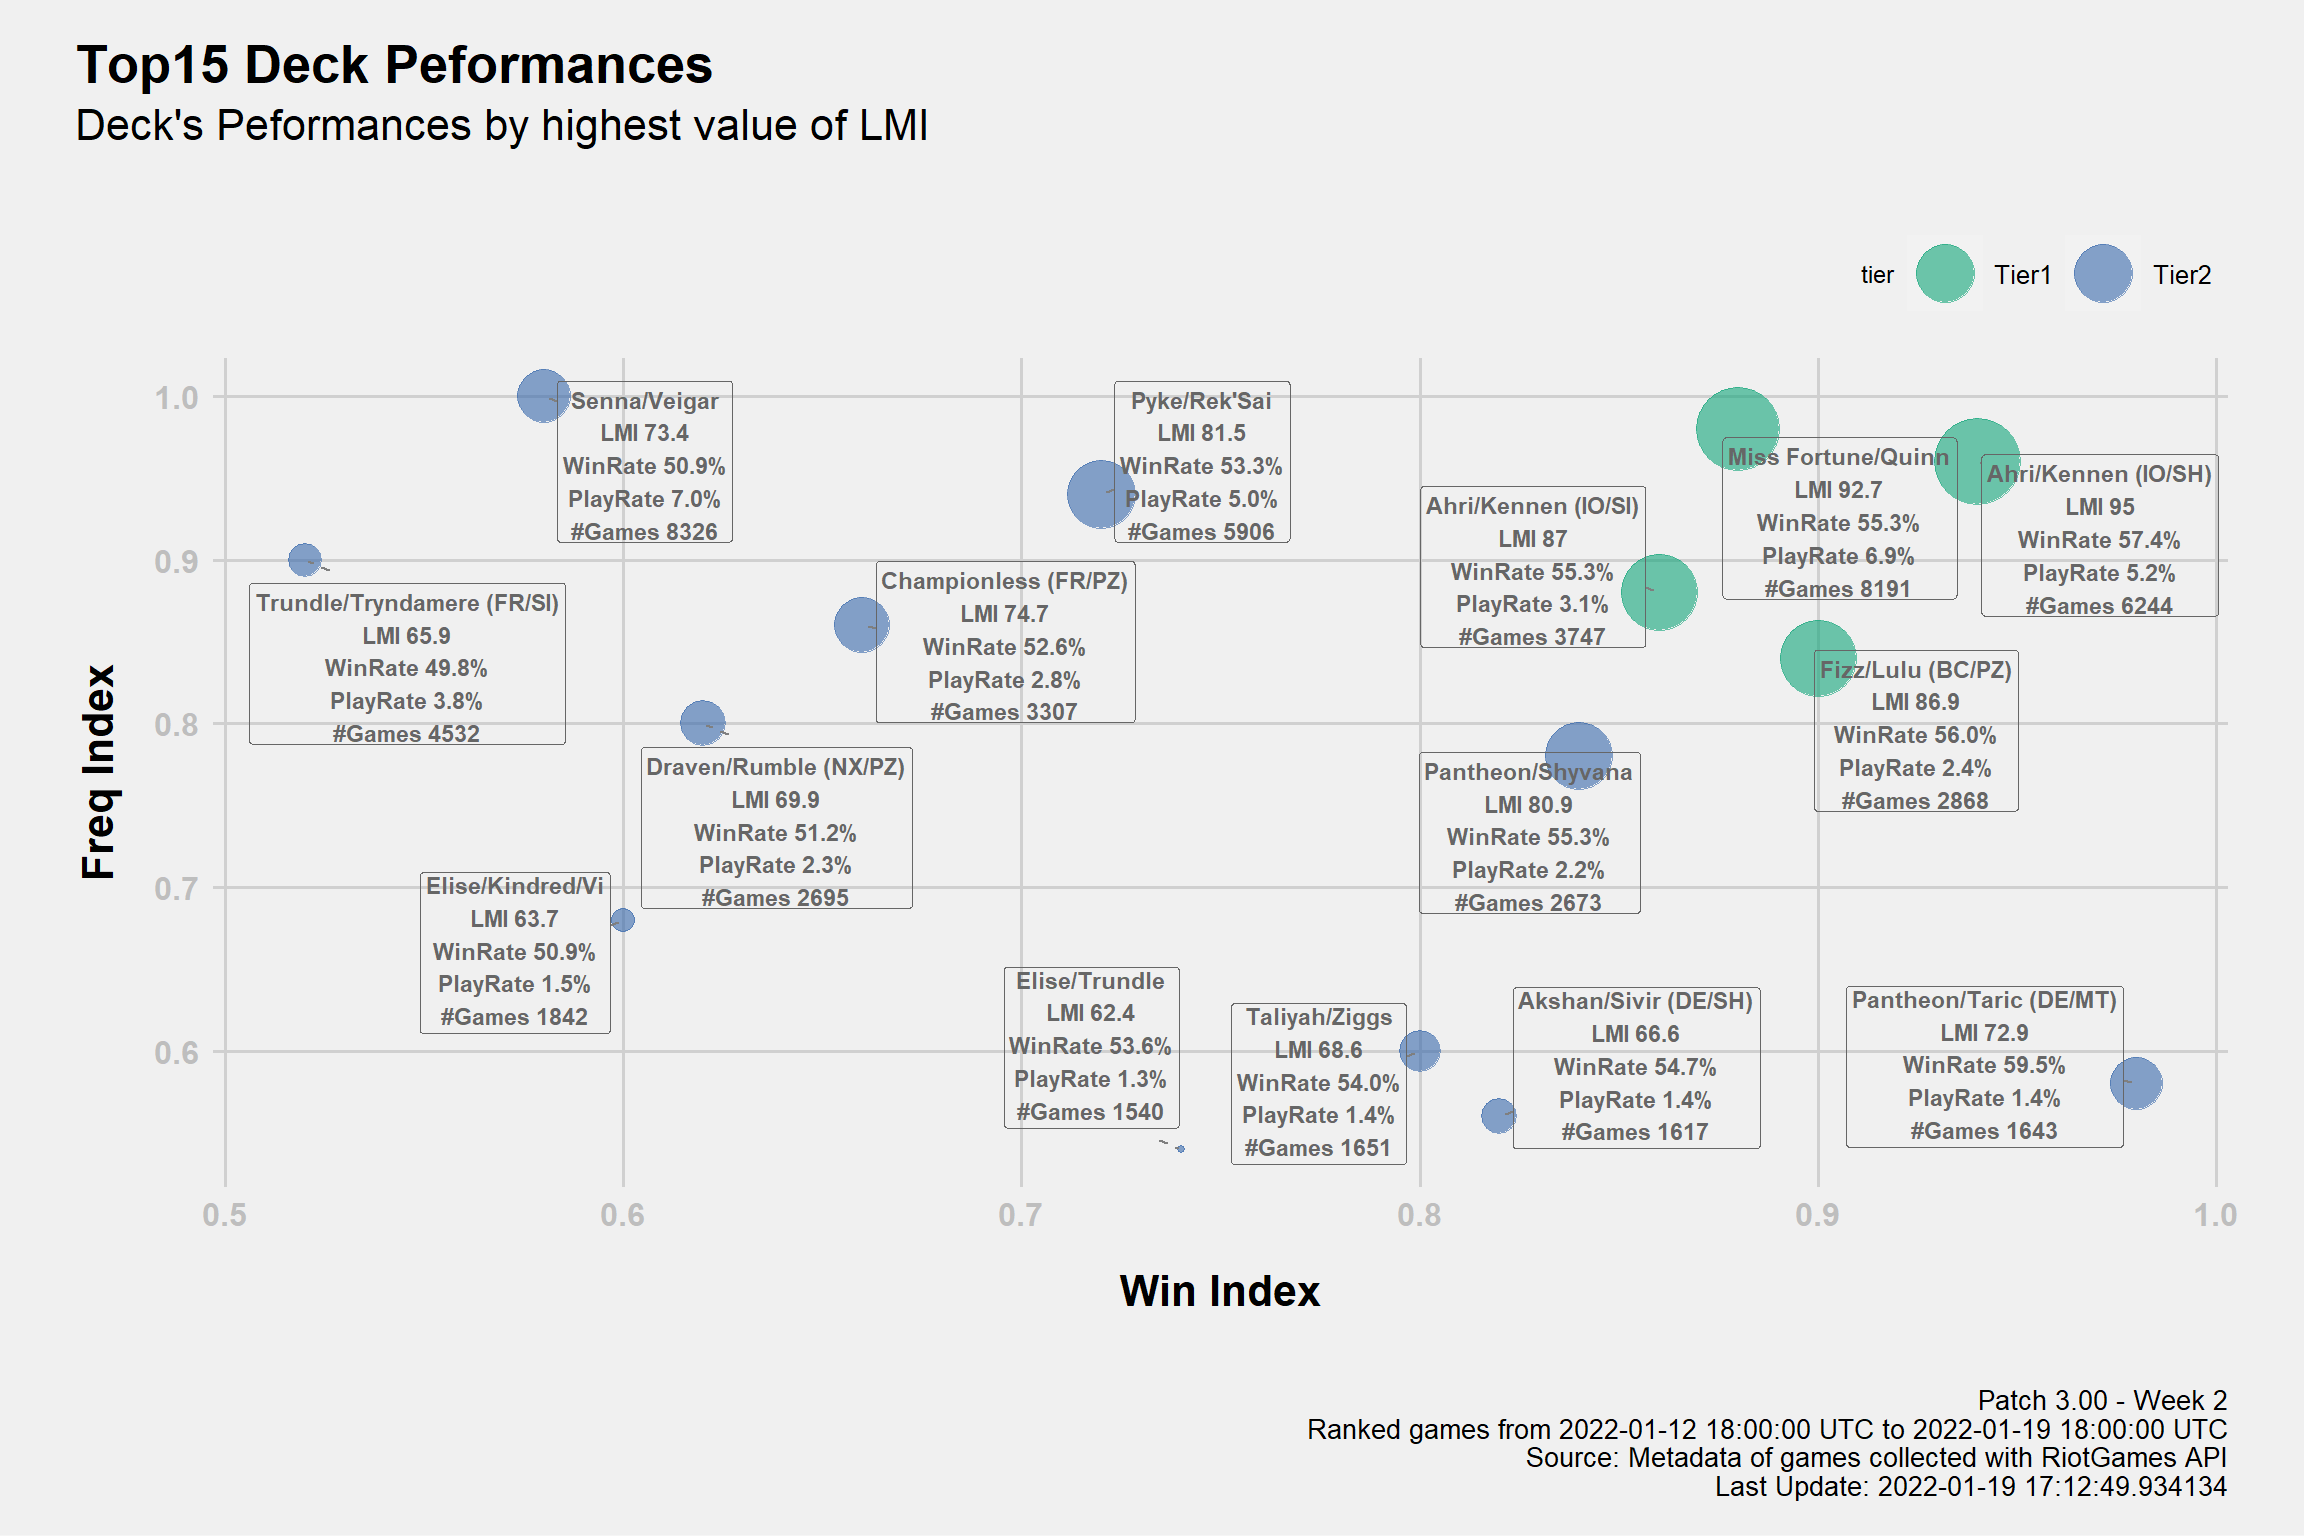 Top15 Deck Peformances
Deck's Peformances by highest value of LMI
tier
Tier1
Tier2
Freq Index
1.0
0.9
0.8
0.7
0.6
Senna/Veigar
LMI 73.4
WinRate 50.9%
PlayRate 7.0%
#Games 8326
Pyke/Rek'Sai
LMI 81.5
WinRate 53.3%
PlayRate 5.0%
#Games 5906
Miss Fortune/Quinn
LMI 92.7
WinRate 55.3%
PlayRate 6.9%
#Games 8191
Ahri/Kennen (IO/SH)
LMI 95
WinRate 57.4%
PlayRate 5.2%
#Games 6244
Ahri/Kennen (IO/SI)
LMI 87
WinRate 55.3%
PlayRate 3.1%
#Games 3747
Trundle/Tryndamere (FR/SI)
LMI 65.9
WinRate 49.8%
PlayRate 3.8%
#Games 4532
Championless (FR/PZ)
LMI 74.7
WinRate 52.6%
PlayRate 2.8%
#Games 3307
Fizz/Lulu (BC/PZ)
LMI 86.9
WinRate 56.0%
PlayRate 2.4%
#Games 2868
Draven/Rumble (NX/PZ)
LMI 69.9
WinRate 51.2%
PlayRate 2.3%
#Games 2695
Pantheon/Shyvana
LMI 80.9
WinRate 55.3%
PlayRate 2.2%
#Games 2673
Elise/Kindred/Vi
LMI 63.7
WinRate 50.9%
PlayRate 1.5%
#Games 1842
Elise/Trundle
LMI 62.4
WinRate 53.6%
PlayRate 1.3%
#Games 1540
Taliyah/Ziggs
LMI 68.6
WinRate 54.0%
PlayRate 1.4%
#Games 1651
Akshan/Sivir (DE/SH)
LMI 66.6
WinRate 54.7%
PlayRate 1.4%
#Games 1617
Pantheon/Taric (DE/MT)
LMI 72.9
WinRate 59.5%
PlayRate 1.4%
#Games 1643
0.5
0.6
0.7
0.8
0.9
1.0
Win Index
Patch 3.00 - Week 2
Ranked games from 2022-01-12 18:00:00 UTC to 2022-01-19 18:00:00 UTC
Source: Metadata of games collected with RiotGames API
Last Update: 2022-01-19 17:12:49.934134